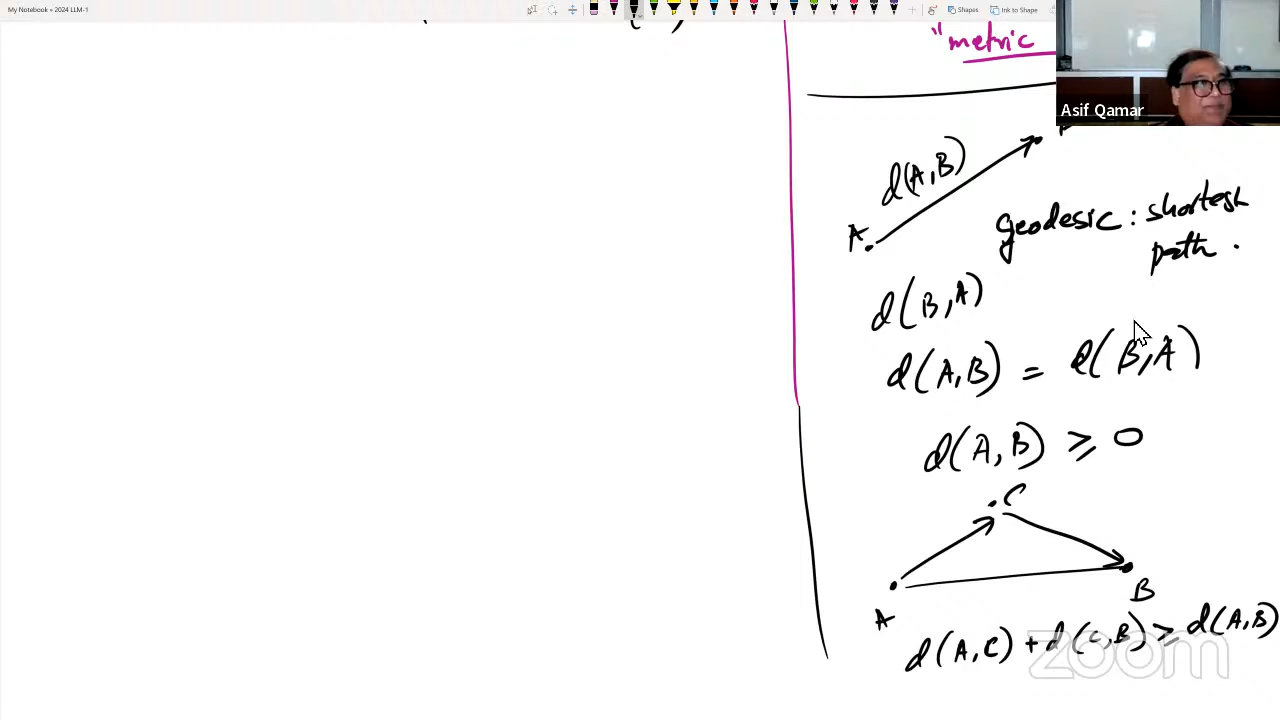 My Notebook » 2024 LLM-1
Shapes
Ink to Shape
"metric
Asif Qamar
d(A,B)
A
geodesic : shortest
path .
d(B,A)
d(A,B) = d(B,A)
d(A,B) ≥ 0
C
A
B
d(A,C) + d(C,B) ≥ d(A,B)
zoom